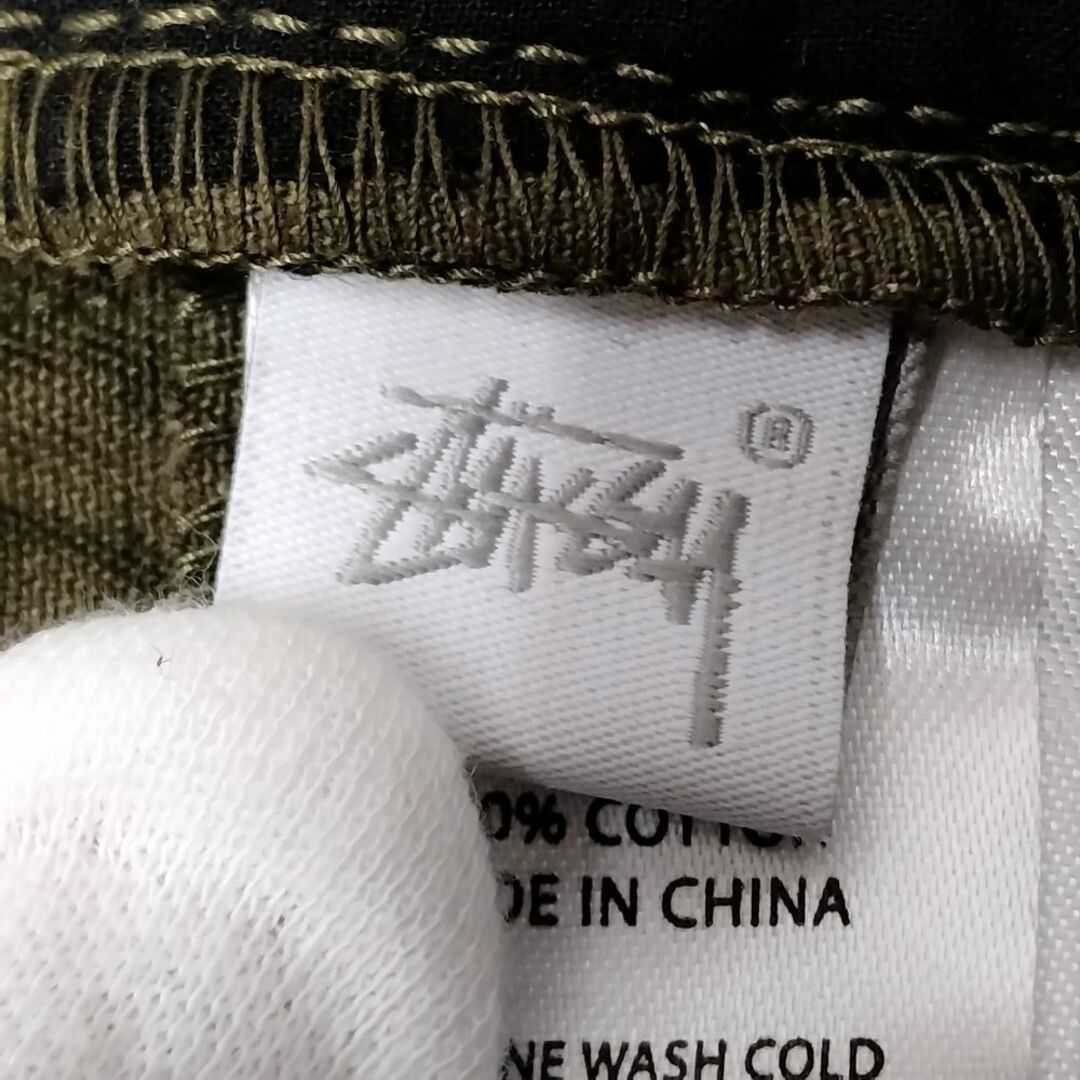 Stüssy ®
0% COTTON
DE IN CHINA
NE WASH COLD